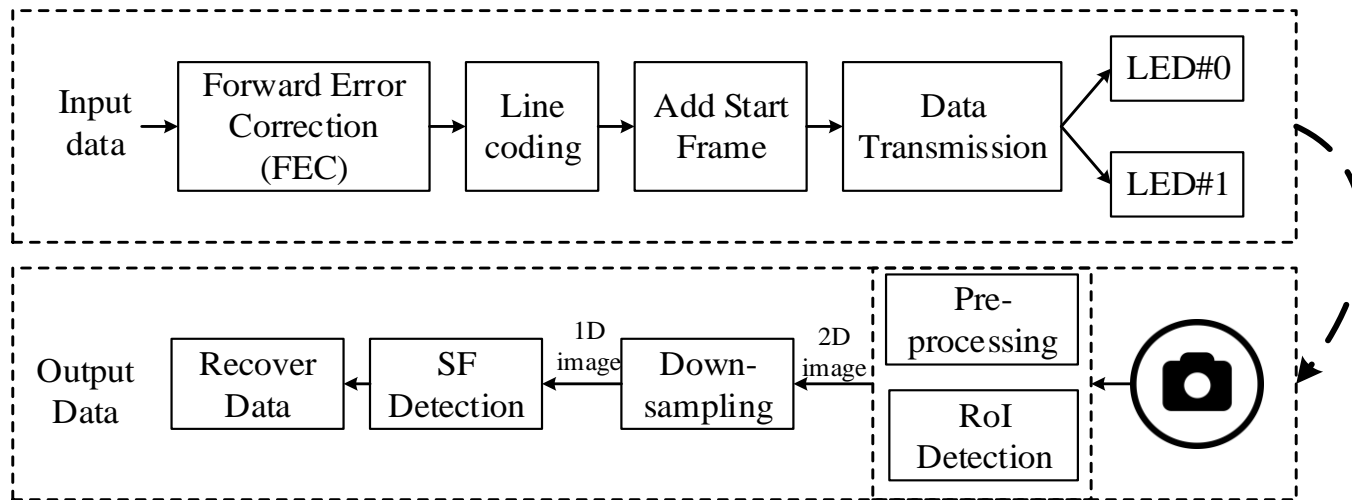 Input
data
Forward Error
Correction
(FEC)
Line
coding
Add Start
Frame
Data
Transmission
LED#0
LED#1
Output
Data
Recover
Data
SF
Detection
1D
image
Down-
sampling
2D
image
Pre-
processing
RoI
Detection